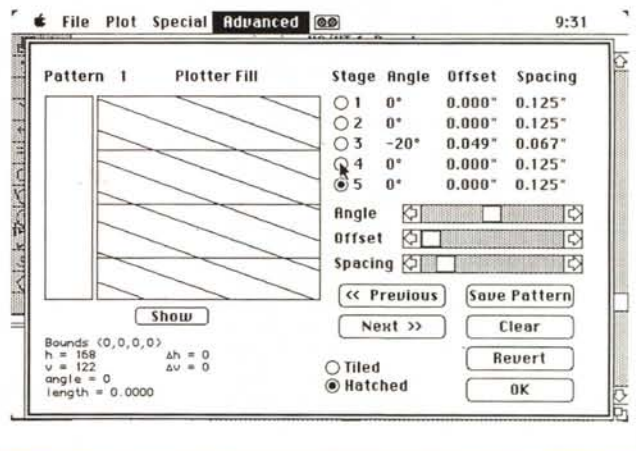 File Plot Special Advanced 9:31
Pattern 1 Plotter Fill
Stage Angle Offset Spacing
1 0° 0.000" 0.125"
2 0° 0.000" 0.125"
3 -20° 0.049" 0.067"
4 0° 0.000" 0.125"
5 0° 0.000" 0.125"
Angle
Offset
Spacing
<< Previous
Save Pattern
Next >>
Clear
Revert
OK
Tiled
Hatched
Show
Bounds (0,0,0,0)
h = 168 Δh = 0
v = 122 Δv = 0
angle = 0
length = 0.0000